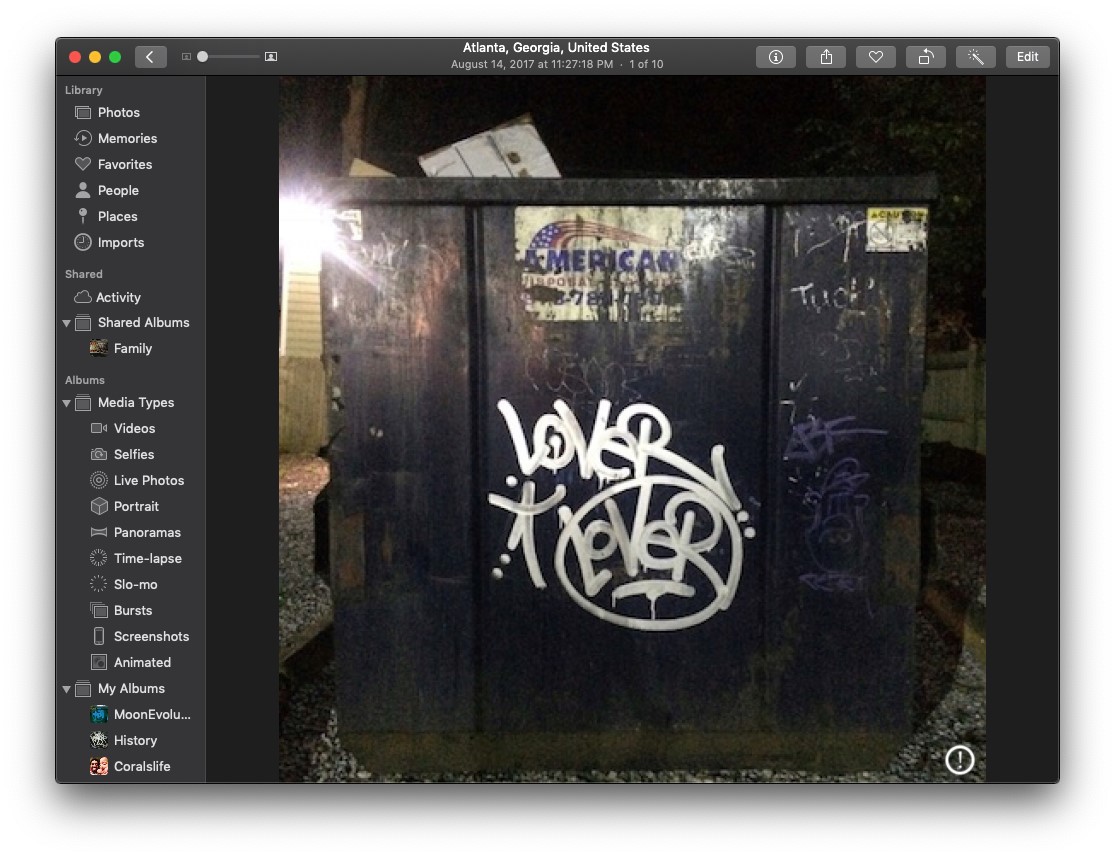 Atlanta, Georgia, United States
August 14, 2017 at 11:27:18 PM · 1 of 10
Edit
Library
Photos
Memories
Favorites
People
Places
Imports
Shared
Activity
Shared Albums
Family
Albums
Media Types
Videos
Selfies
Live Photos
Portrait
Panoramas
Time-lapse
Slo-mo
Bursts
Screenshots
Animated
My Albums
MoonEvolu...
History
Coralslife
AMERICAN
CAUTION
LOVER
LOVER